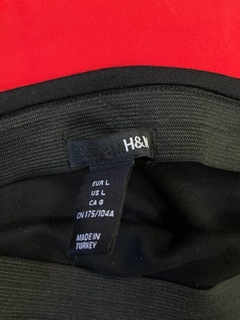 H&M
EUR L
US L
CA G
CN 175/104A
MADE IN
TURKEY